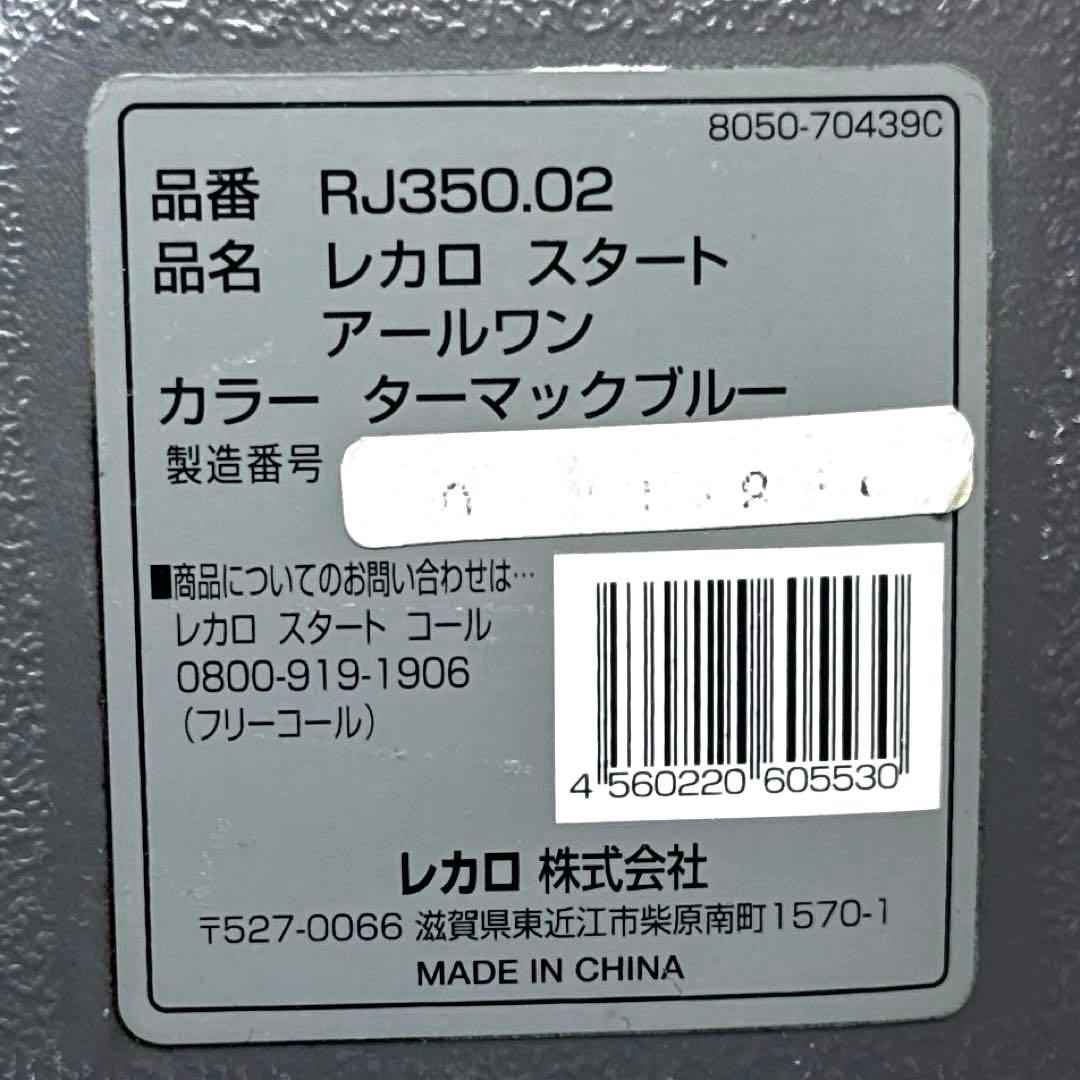 8050-70439C
品番 RJ350.02
品名 レカロ スタート
アールワン
カラー ターマックブルー
製造番号
■商品についてのお問い合わせは…
レカロ スタート コール
0800-919-1906
(フリーコール)
4 560220 605530
レカロ 株式会社
〒527-0066 滋賀県東近江市柴原南町1570-1
MADE IN CHINA